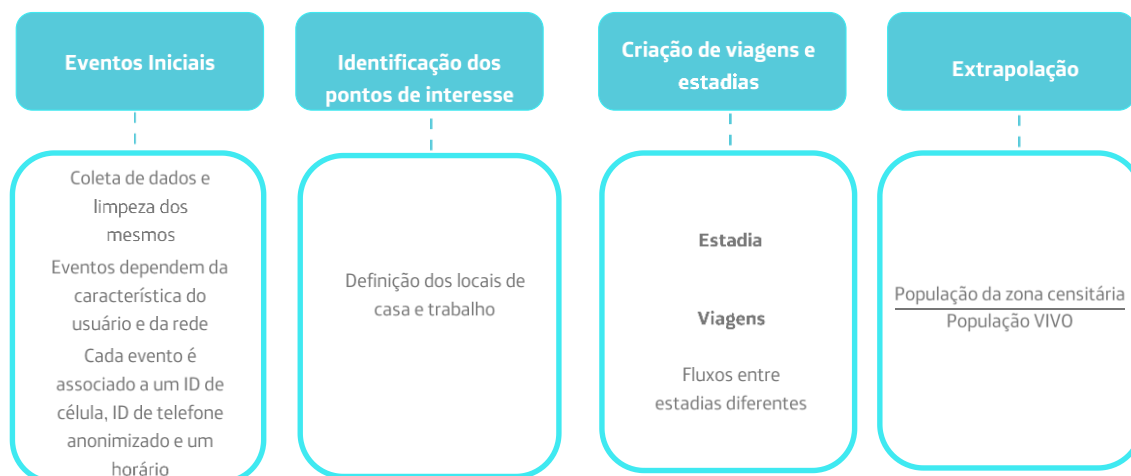 Eventos Iniciais
Coleta de dados e
limpeza dos
mesmos
Eventos dependem da
característica do
usuário e da rede
Cada evento é
associado a um ID de
célula, ID de telefone
anonimizado e um
horário
Identificação dos
pontos de interesse
Definição dos locais de
casa e trabalho
Criação de viagens e
estadias
Estadia
Viagens
Fluxos entre
estadias diferentes
Extrapolação
População da zona censitária
População VIVO